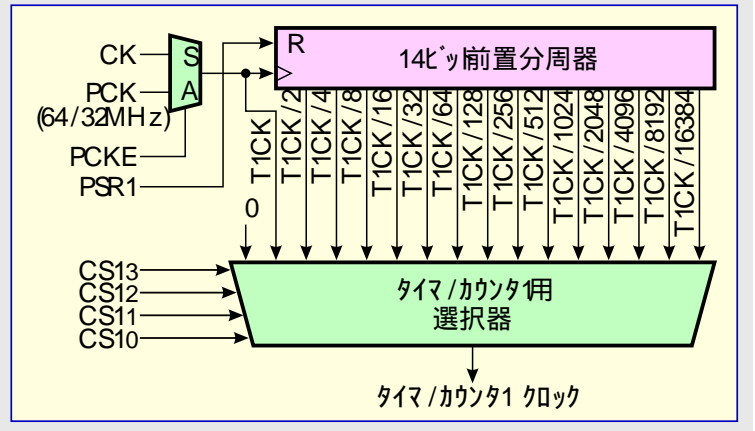 CK
PCK
(64/32MHz)
PCKE
PSR1
S
A
R
14ビット前置分周器
0
T1CK
T1CK/2
T1CK/4
T1CK/8
T1CK/16
T1CK/32
T1CK/64
T1CK/128
T1CK/256
T1CK/512
T1CK/1024
T1CK/2048
T1CK/4096
T1CK/8192
T1CK/16384
CS13
CS12
CS11
CS10
タイマ/カウンタ1用
選択器
タイマ/カウンタ1 クロック